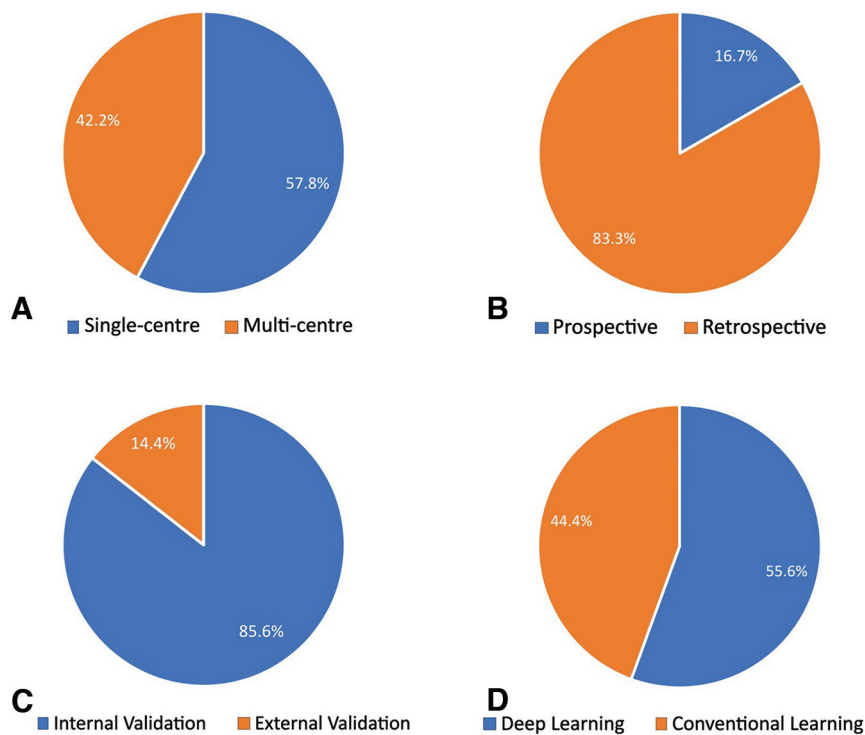 42.2%
57.8%
A
Single-centre Multi-centre
16.7%
83.3%
B
Prospective Retrospective
14.4%
85.6%
C
Internal Validation External Validation
44.4%
55.6%
D
Deep Learning Conventional Learning